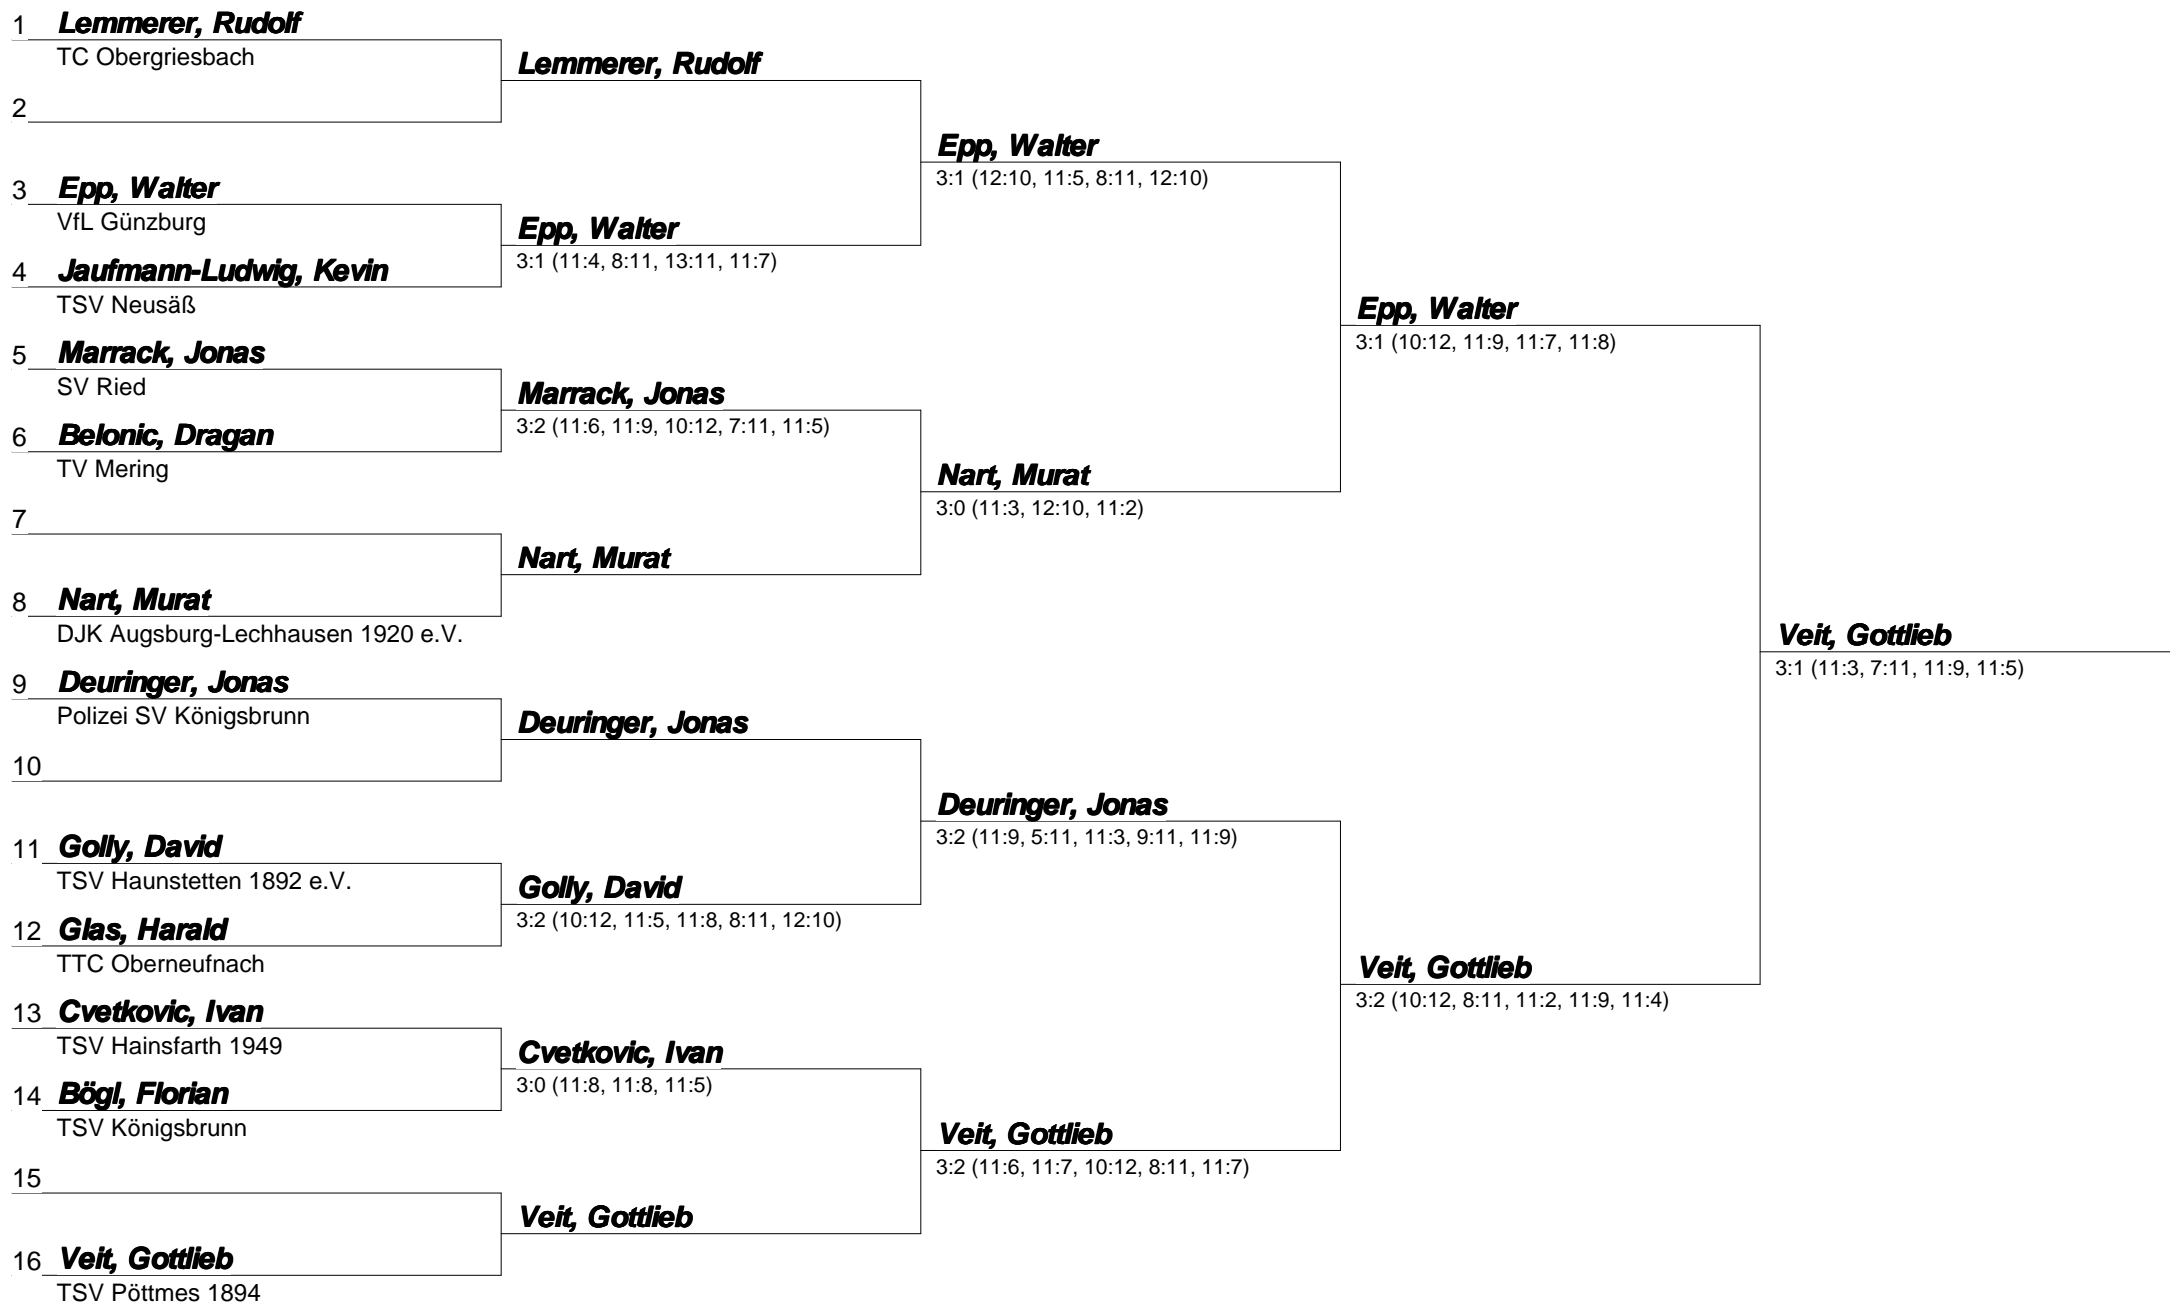 1 Lemmerer, Rudolf
TC Obergriesbach
Lemmerer, Rudolf
2
Epp, Walter
3:1 (12:10, 11:5, 8:11, 12:10)
3 Epp, Walter
VfL Günzburg
Epp, Walter
3:1 (11:4, 8:11, 13:11, 11:7)
4 Jaufmann-Ludwig, Kevin
TSV Neusäß
Epp, Walter
3:1 (10:12, 11:9, 11:7, 11:8)
5 Marrack, Jonas
SV Ried
Marrack, Jonas
3:2 (11:6, 11:9, 10:12, 7:11, 11:5)
6 Belonic, Dragan
TV Mering
Nart, Murat
3:0 (11:3, 12:10, 11:2)
7
Nart, Murat
8 Nart, Murat
DJK Augsburg-Lechhausen 1920 e.V.
Veit, Gottlieb
3:1 (11:3, 7:11, 11:9, 11:5)
9 Deuringer, Jonas
Polizei SV Königsbrunn
Deuringer, Jonas
10
Deuringer, Jonas
3:2 (11:9, 5:11, 11:3, 9:11, 11:9)
11 Golly, David
TSV Haunstetten 1892 e.V.
Golly, David
3:2 (10:12, 11:5, 11:8, 8:11, 12:10)
12 Glas, Harald
TTC Oberneufnach
Veit, Gottlieb
3:2 (10:12, 8:11, 11:2, 11:9, 11:4)
13 Cvetkovic, Ivan
TSV Hainsfarth 1949
Cvetkovic, Ivan
3:0 (11:8, 11:8, 11:5)
14 Bögl, Florian
TSV Königsbrunn
Veit, Gottlieb
3:2 (11:6, 11:7, 10:12, 8:11, 11:7)
15
Veit, Gottlieb
16 Veit, Gottlieb
TSV Pöttmes 1894